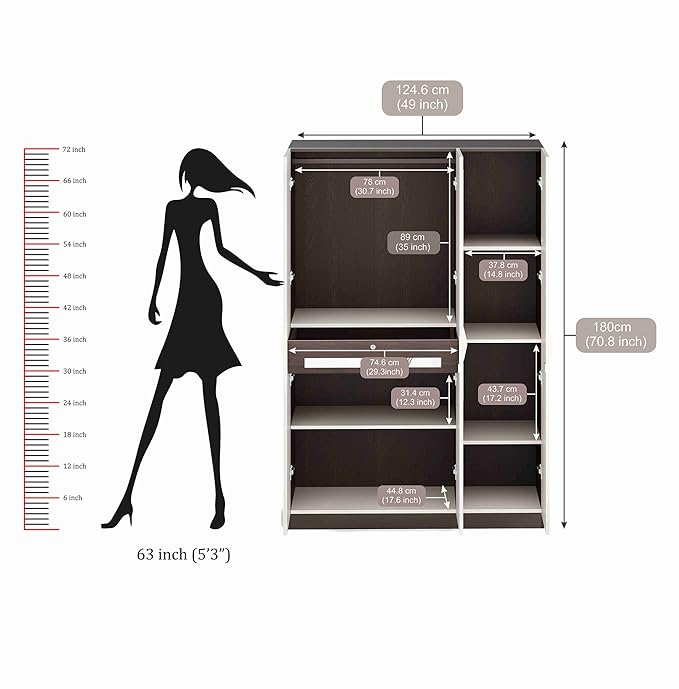 124.6 cm
(49 inch)
72 inch
66 inch
60 inch
54 inch
48 inch
42 inch
36 inch
30 inch
24 inch
18 inch
12 inch
6 inch
63 inch (5'3")
78 cm
(30.7 inch)
89 cm
(35 inch)
37.8 cm
(14.8 inch)
180cm
(70.8 inch)
74.6 cm
(29.3inch)
31.4 cm
(12.3 inch)
43.7 cm
(17.2 inch)
44.8 cm
(17.6 inch)